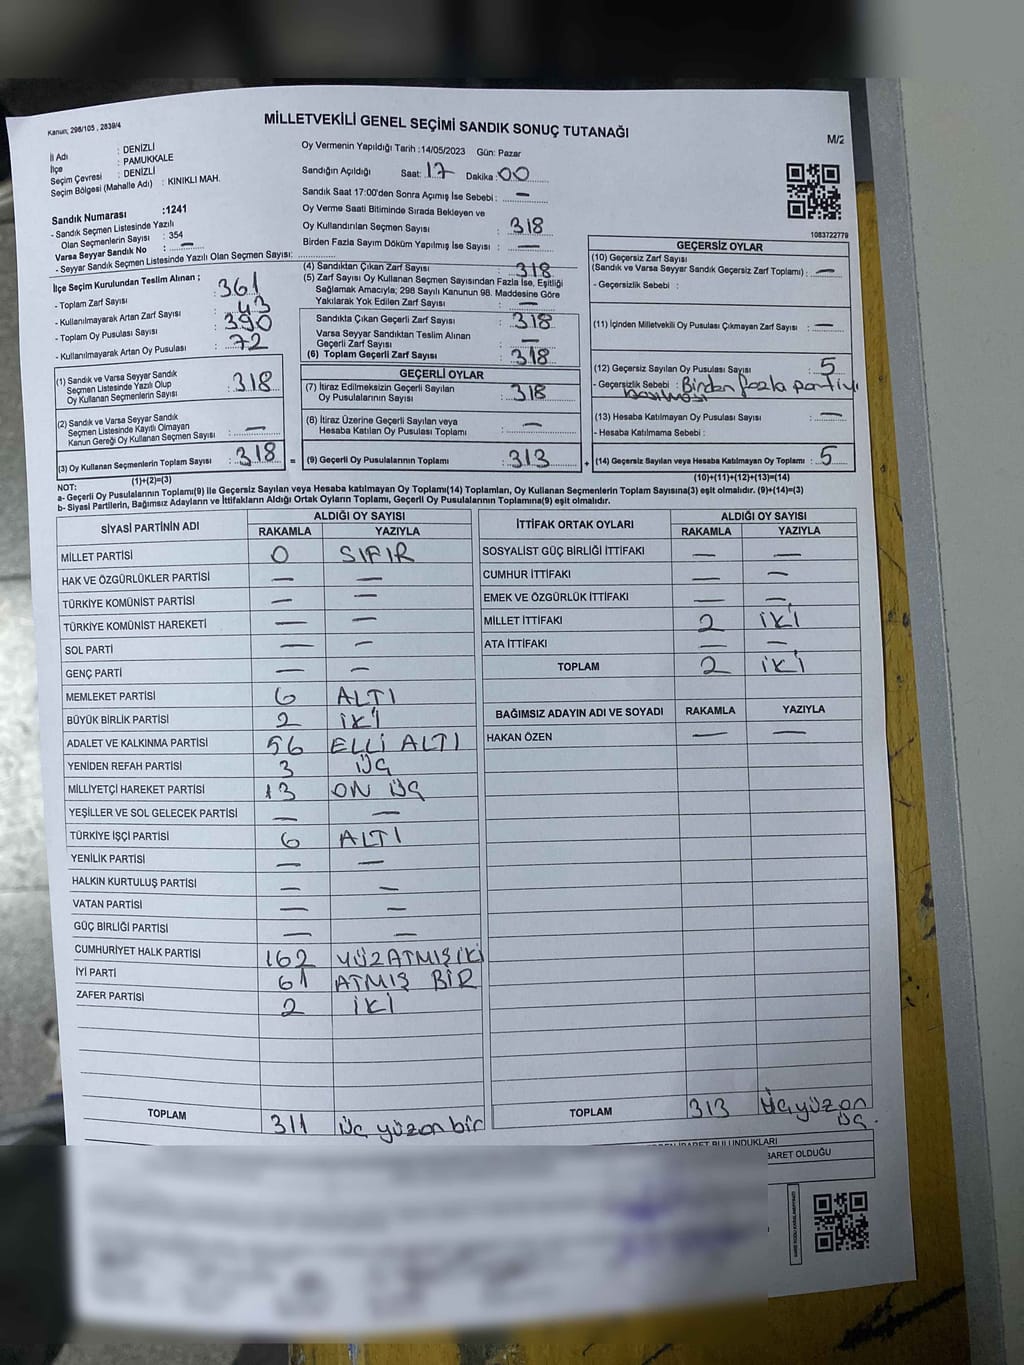 Kanun; 298/105 , 2839/4
MİLLETVEKİLİ GENEL SEÇİMİ SANDIK SONUÇ TUTANAĞI
M/2
İl Adı : DENİZLİ
İlçe : PAMUKKALE
Seçim Çevresi : DENİZLİ
Seçim Bölgesi (Mahalle Adı) : KINIKLI MAH.
Sandık Numarası :1241
- Sandık Seçmen Listesinde Yazılı
Olan Seçmenlerin Sayısı : 354
Varsa Seyyar Sandık No : —
- Seyyar Sandık Seçmen Listesinde Yazılı Olan Seçmen Sayısı:
İlçe Seçim Kurulundan Teslim Alınan ;
- Toplam Zarf Sayısı : 361
- Kullanılmayarak Artan Zarf Sayısı : 43
- Toplam Oy Pusulası Sayısı : 390
- Kullanılmayarak Artan Oy Pusulası : 72
Oy Vermenin Yapıldığı Tarih :14/05/2023 Gün: Pazar
Sandığın Açıldığı Saat: 17 Dakika: 00
Sandık Saat 17:00'den Sonra Açımış İse Sebebi : —
Oy Verme Saati Bitiminde Sırada Bekleyen ve
Oy Kullandırılan Seçmen Sayısı : 318
Birden Fazla Sayım Döküm Yapılmış İse Sayısı : —
(4) Sandıktan Çıkan Zarf Sayısı : 318
(5) Zarf Sayısı Oy Kullanan Seçmen Sayısından Fazla İse, Eşitliği
Sağlamak Amacıyla; 298 Sayılı Kanunun 98. Maddesine Göre
Yakılarak Yok Edilen Zarf Sayısı : —
Sandıkta Çıkan Geçerli Zarf Sayısı : 318
Varsa Seyyar Sandıktan Teslim Alınan
Geçerli Zarf Sayısı : —
(6) Toplam Geçerli Zarf Sayısı : 318
1083722779
GEÇERSİZ OYLAR
(10) Geçersiz Zarf Sayısı
(Sandık ve Varsa Seyyar Sandık Geçersiz Zarf Toplamı) : —
- Geçersizlik Sebebi :
(11) İçinden Milletvekili Oy Pusulası Çıkmayan Zarf Sayısı : —
(12) Geçersiz Sayılan Oy Pusulası Sayısı : 5
- Geçersizlik Sebebi : Birden fazla partiyi
basılması
(13) Hesaba Katılmayan Oy Pusulası Sayısı : —
- Hesaba Katılmama Sebebi :
(1) Sandık ve Varsa Seyyar Sandık
Seçmen Listesinde Yazılı Olup
Oy Kullanan Seçmenlerin Sayısı : 318
(2) Sandık ve Varsa Seyyar Sandık
Seçmen Listesinde Kayıtlı Olmayan
Kanun Gereği Oy Kullanan Seçmen Sayısı : —
GEÇERLİ OYLAR
(7) İtiraz Edilmeksizin Geçerli Sayılan
Oy Pusulalarının Sayısı : 318
(8) İtiraz Üzerine Geçerli Sayılan veya
Hesaba Katılan Oy Pusulası Toplamı : —
(3) Oy Kullanan Seçmenlerin Toplam Sayısı : 318 = (9) Geçerli Oy Pusulalarının Toplamı : 313 + (14) Geçersiz Sayılan veya Hesaba Katılmayan Oy Toplamı : 5
(1)+(2)=(3)
(10)+(11)+(12)+(13)=(14)
NOT:
a- Geçerli Oy Pusulalarının Toplamı(9) ile Geçersiz Sayılan veya Hesaba Katılmayan Oy Toplamı(14) Toplamları, Oy Kullanan Seçmenlerin Toplam Sayısına(3) eşit olmalıdır. (9)+(14)=(3)
b- Siyasi Partilerin, Bağımsız Adayların ve İttifakların Aldığı Ortak Oyların Toplamı, Geçerli Oy Pusulalarının Toplamına(9) eşit olmalıdır.
SİYASİ PARTİNİN ADI ALDIĞI OY SAYISI
RAKAMLA YAZIYLA
MİLLET PARTİSİ 0 SIFIR
HAK VE ÖZGÜRLÜKLER PARTİSİ — —
TÜRKİYE KOMÜNİST PARTİSİ — —
TÜRKİYE KOMÜNİST HAREKETİ — —
SOL PARTİ — —
GENÇ PARTİ — —
MEMLEKET PARTİSİ 6 ALTI
BÜYÜK BİRLİK PARTİSİ 2 İKİ
ADALET VE KALKINMA PARTİSİ 56 ELLİ ALTI
YENİDEN REFAH PARTİSİ 3 ÜÇ
MİLLİYETÇİ HAREKET PARTİSİ 13 ON ÜÇ
YEŞİLLER VE SOL GELECEK PARTİSİ — —
TÜRKİYE İŞÇİ PARTİSİ 6 ALTI
YENİLİK PARTİSİ — —
HALKIN KURTULUŞ PARTİSİ — —
VATAN PARTİSİ — —
GÜÇ BİRLİĞİ PARTİSİ — —
CUMHURİYET HALK PARTİSİ 162 YÜZATMIŞİKİ
İYİ PARTİ 61 ATMIŞ BİR
ZAFER PARTİSİ 2 İKİ
TOPLAM 311 üç yüzon bir
İTTİFAK ORTAK OYLARI ALDIĞI OY SAYISI
RAKAMLA YAZIYLA
SOSYALİST GÜÇ BİRLİĞİ İTTİFAKI — —
CUMHUR İTTİFAKI — —
EMEK VE ÖZGÜRLÜK İTTİFAKI — —
MİLLET İTTİFAKI 2 İKİ
ATA İTTİFAKI — —
TOPLAM 2 İKİ
BAĞIMSIZ ADAYIN ADI VE SOYADI RAKAMLA YAZIYLA
HAKAN ÖZEN — —
TOPLAM 313 üçyüzon
üç.
BULUNDUKLARI
OLDUĞU